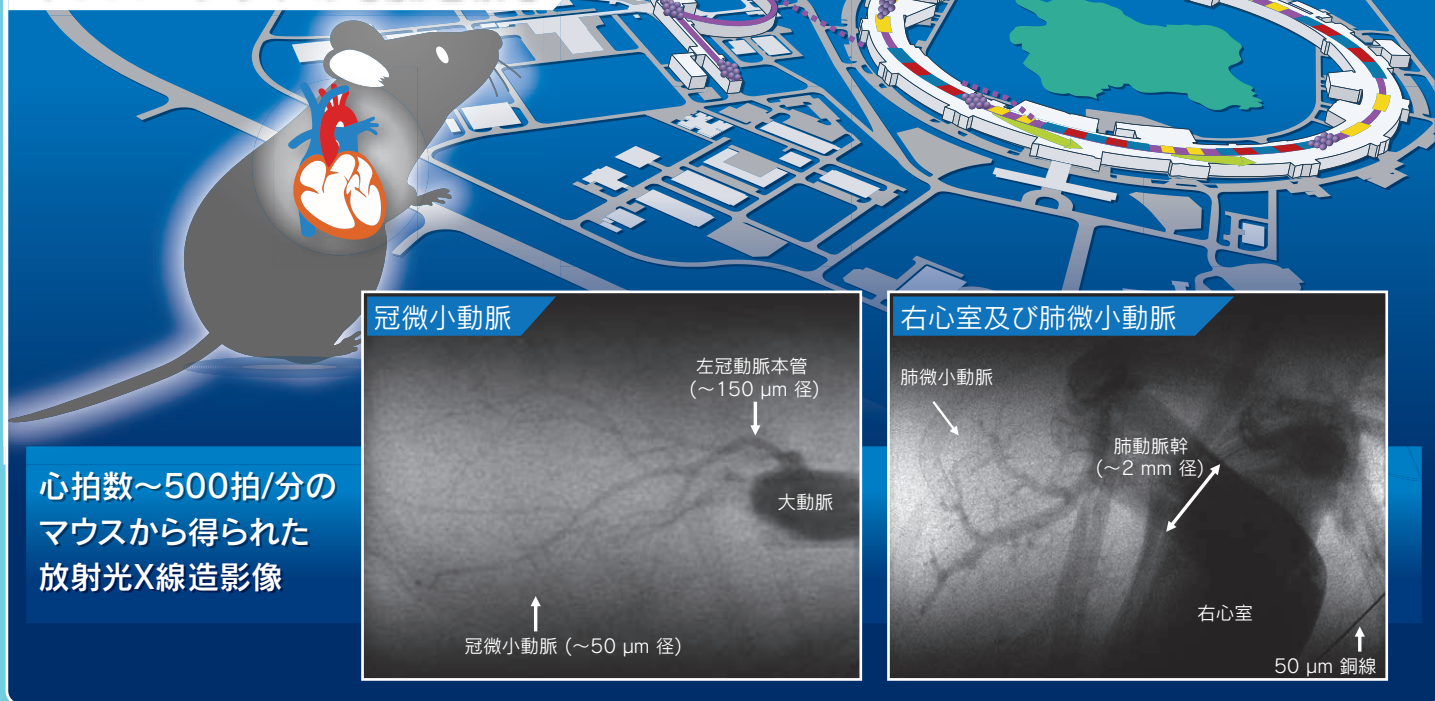 冠微小動脈
左冠動脈本管
(～150 µm 径)
大動脈
冠微小動脈 (～50 µm 径)
右心室及び肺微小動脈
肺微小動脈
肺動脈幹
(～2 mm 径)
右心室
50 µm 銅線
心拍数～500拍/分の
マウスから得られた
放射光X線造影像